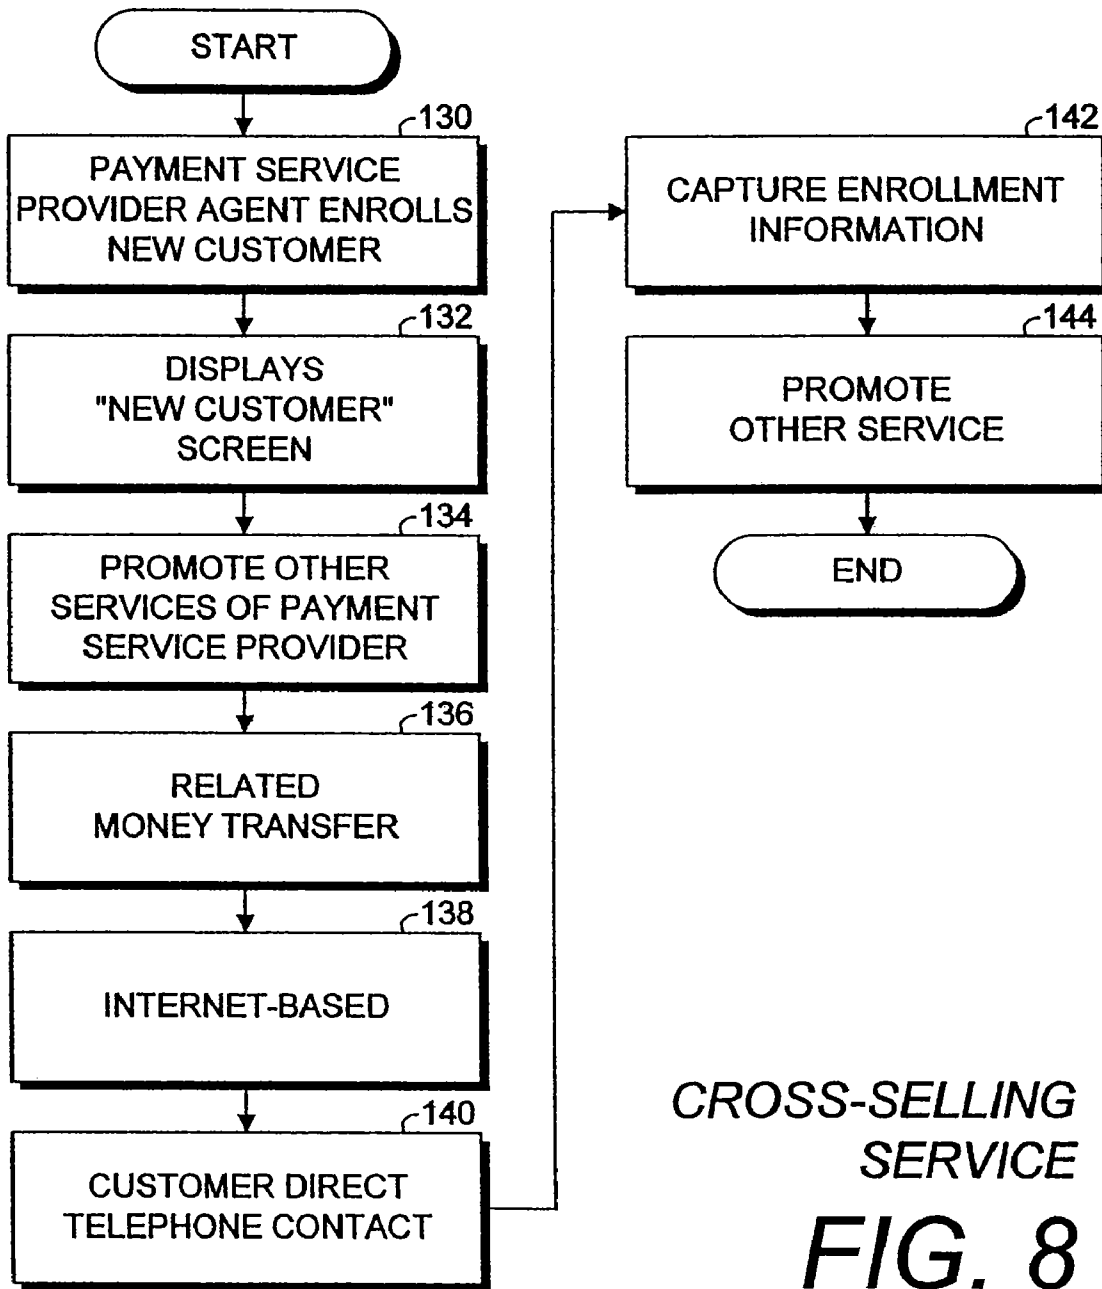 START
130
PAYMENT SERVICE
PROVIDER AGENT ENROLLS
NEW CUSTOMER
132
DISPLAYS
"NEW CUSTOMER"
SCREEN
134
PROMOTE OTHER
SERVICES OF PAYMENT
SERVICE PROVIDER
136
RELATED
MONEY TRANSFER
138
INTERNET-BASED
140
CUSTOMER DIRECT
TELEPHONE CONTACT
142
CAPTURE ENROLLMENT
INFORMATION
144
PROMOTE
OTHER SERVICE
END
CROSS-SELLING
SERVICE
FIG. 8